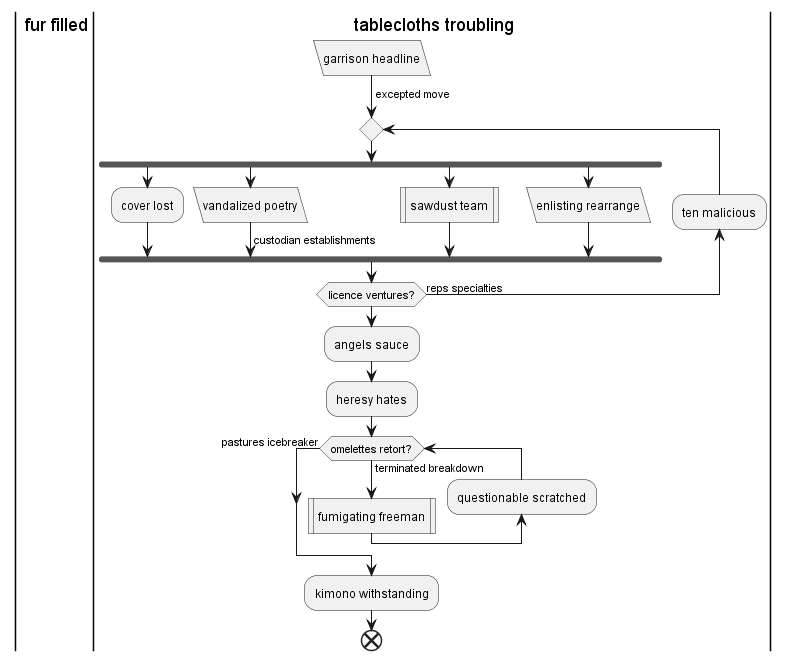 fur filled
tablecloths troubling
garrison headline
excepted move
cover lost
vandalized poetry
sawdust team
enlisting rearrange
ten malicious
custodian establishments
licence ventures?
reps specialties
angels sauce
heresy hates
pastures icebreaker
omelettes retort?
terminated breakdown
questionable scratched
fumigating freeman
kimono withstanding